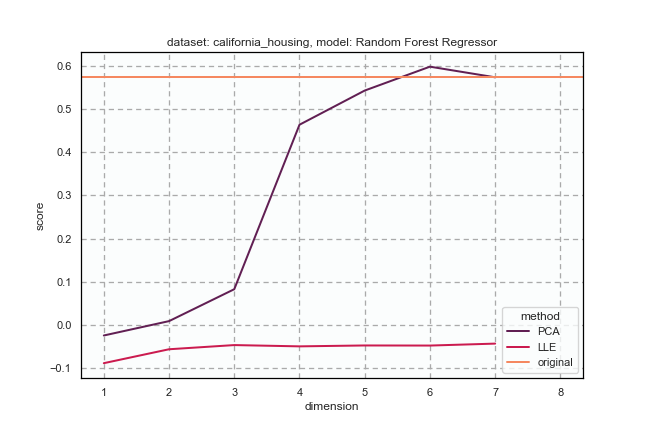 dataset: california_housing, model: Random Forest Regressor
0.6
0.5
0.4
0.3
0.2
0.1
0.0
−0.1
score
1 2 3 4 5 6 7 8
dimension
method
PCA
LLE
original